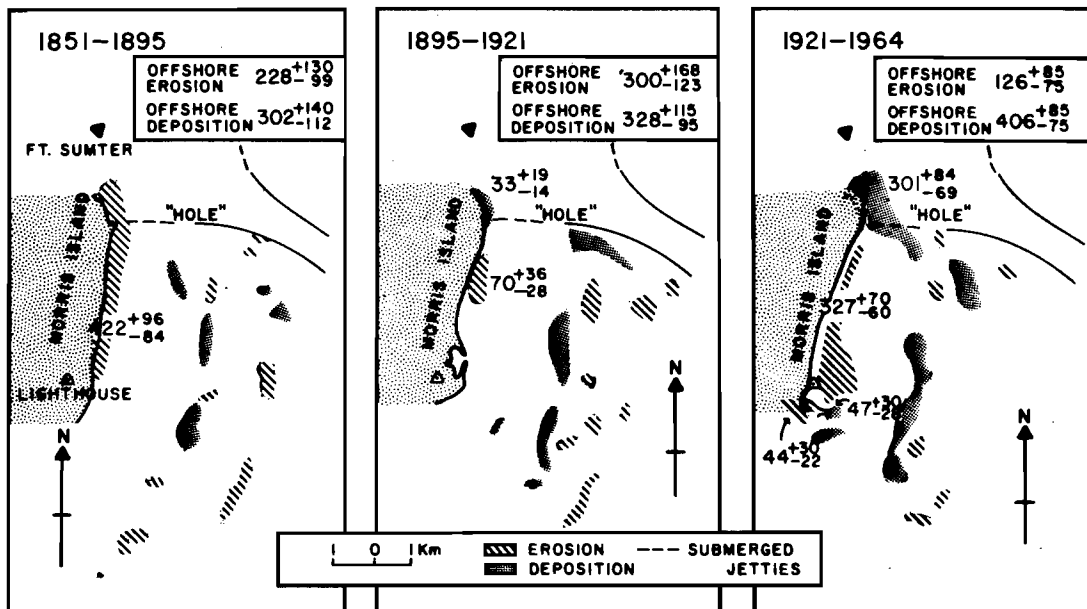 1851–1895
OFFSHORE EROSION 228 +130 -99
OFFSHORE DEPOSITION 302 +140 -112
FT. SUMTER
"HOLE"
MORRIS ISLAND
22 +96 -84
LIGHTHOUSE
N
1895–1921
OFFSHORE EROSION 300 +168 -123
OFFSHORE DEPOSITION 328 +115 -95
33 +19 -14
"HOLE"
MORRIS ISLAND
70 +36 -28
N
1921–1964
OFFSHORE EROSION 126 +85 -75
OFFSHORE DEPOSITION 406 +85 -75
301 +84 -69
"HOLE"
MORRIS ISLAND
327 +70 -60
47 +30 -28
44 +30 -22
N
1 0 1 Km
EROSION
DEPOSITION
--- SUBMERGED
JETTIES